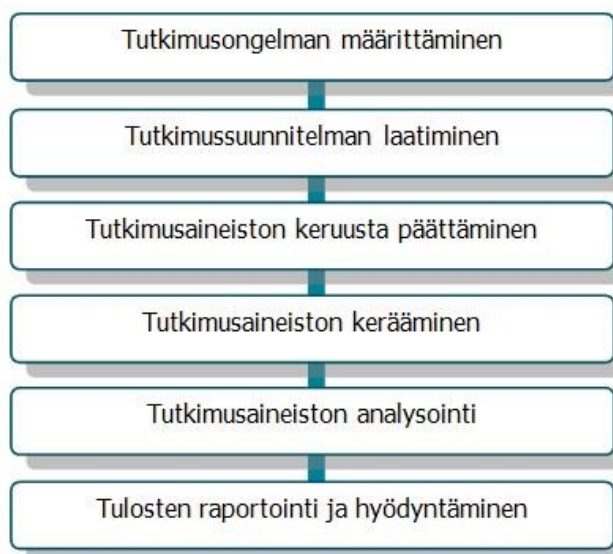 Tutkimusongelman määrittäminen
Tutkimussuunnitelman laatiminen
Tutkimusaineiston keruusta päättäminen
Tutkimusaineiston kerääminen
Tutkimusaineiston analysointi
Tulosten raportointi ja hyödyntäminen